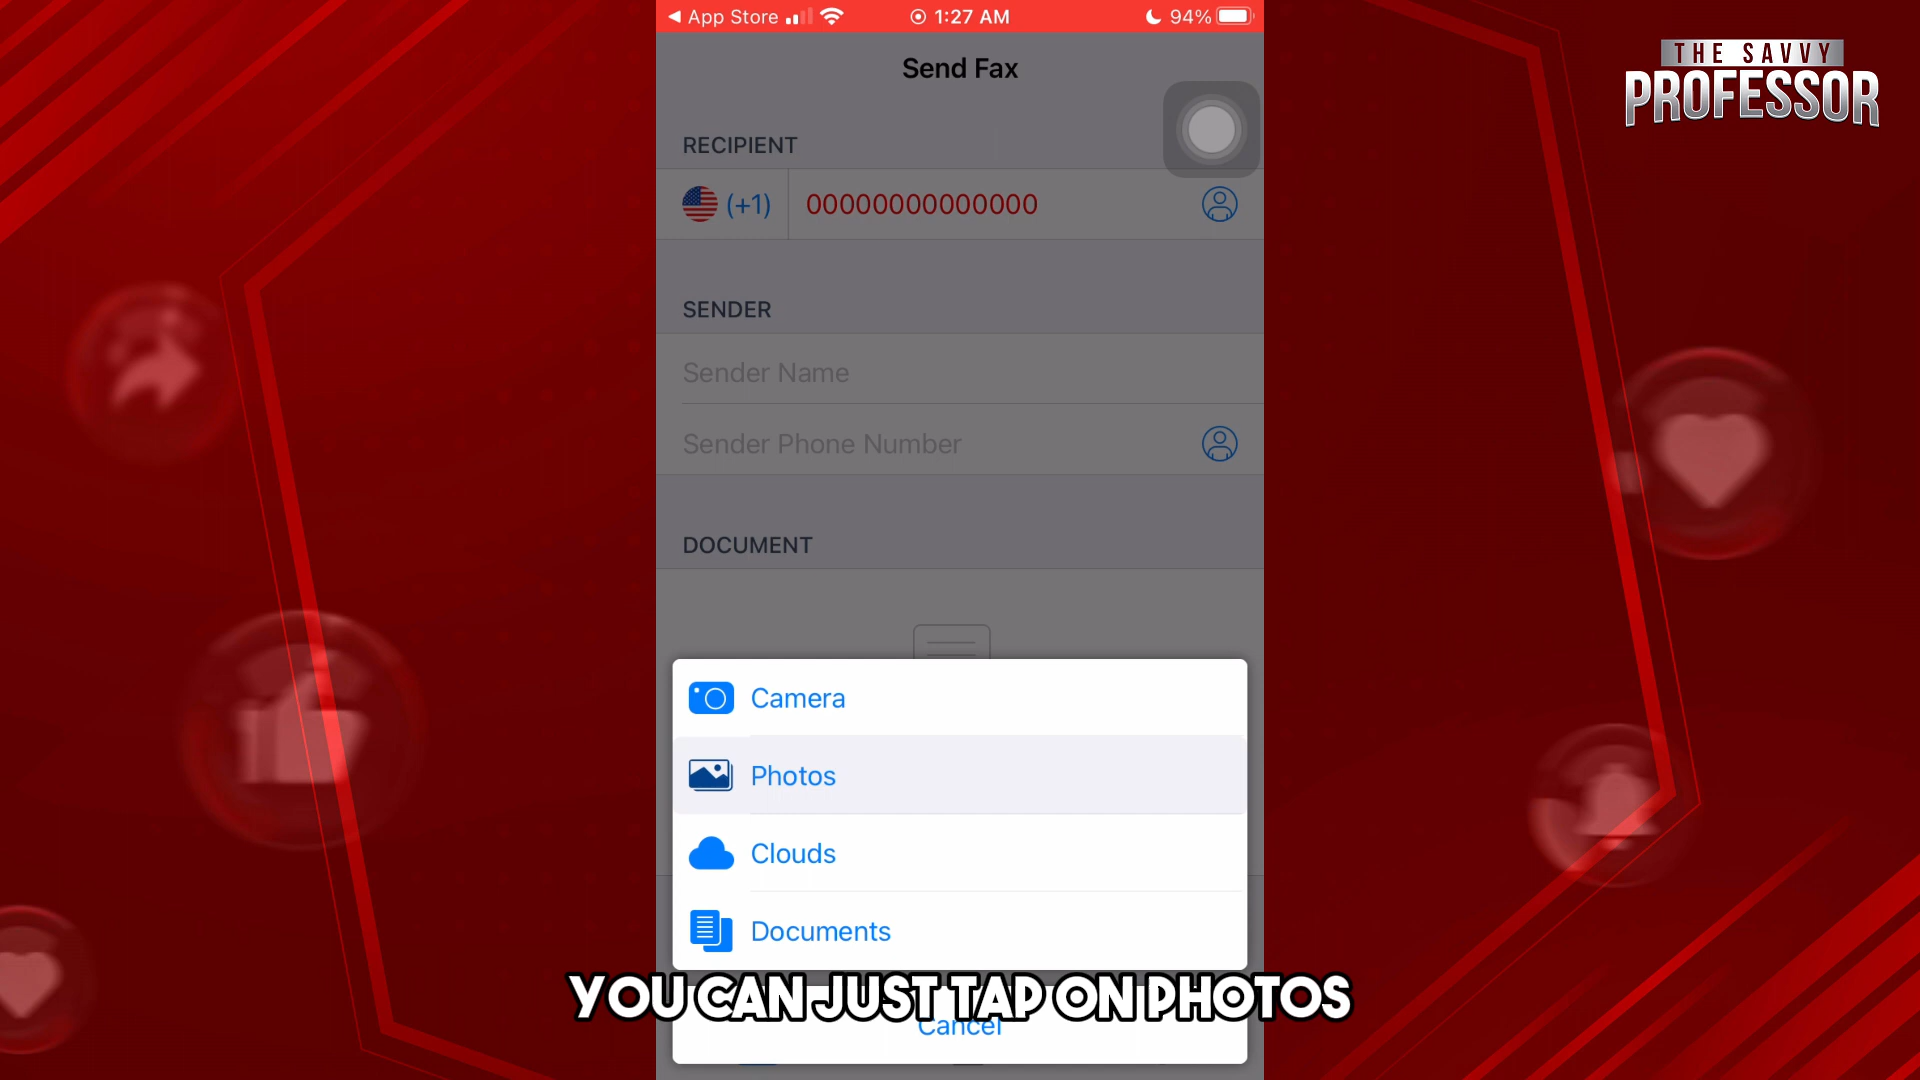 App Store
1:27 AM
94%
THE SAVVY
PROFESSOR
Send Fax
RECIPIENT
(+1)
00000000000000
SENDER
Sender Name
Sender Phone Number
DOCUMENT
Camera
Photos
Clouds
Documents
YOU CAN JUST TAP ON PHOTOS
Cancel